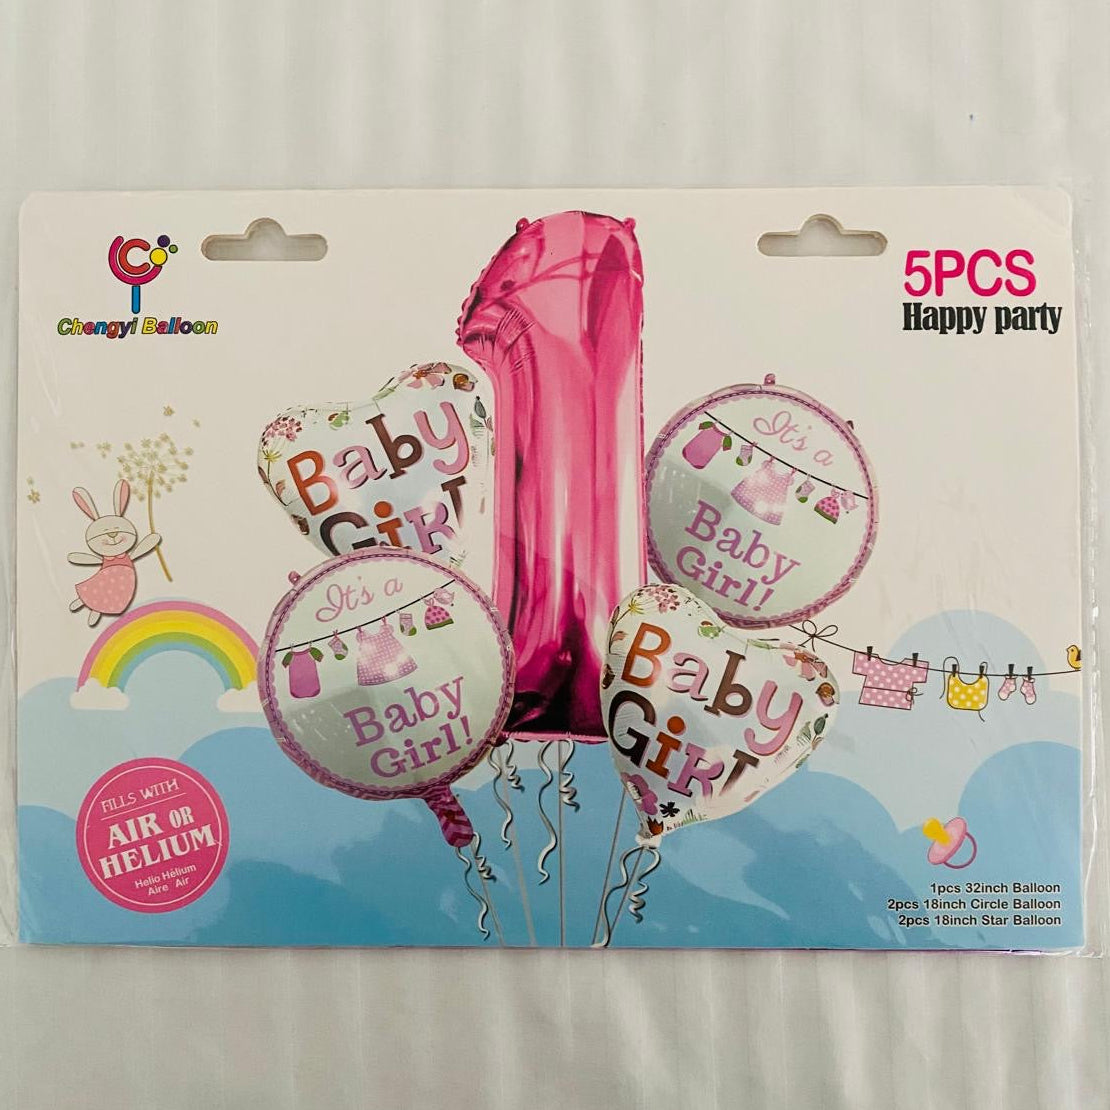 Chengyi Balloon
5PCS
Happy party
Baby
Girl
It's a
Baby
Girl!
It's a
Baby
Girl!
Baby
Girl
FILLS WITH
AIR OR
HELIUM
Helio Hélium
Aire Air
1pcs 32inch Balloon
2pcs 18inch Circle Balloon
2pcs 18inch Star Balloon